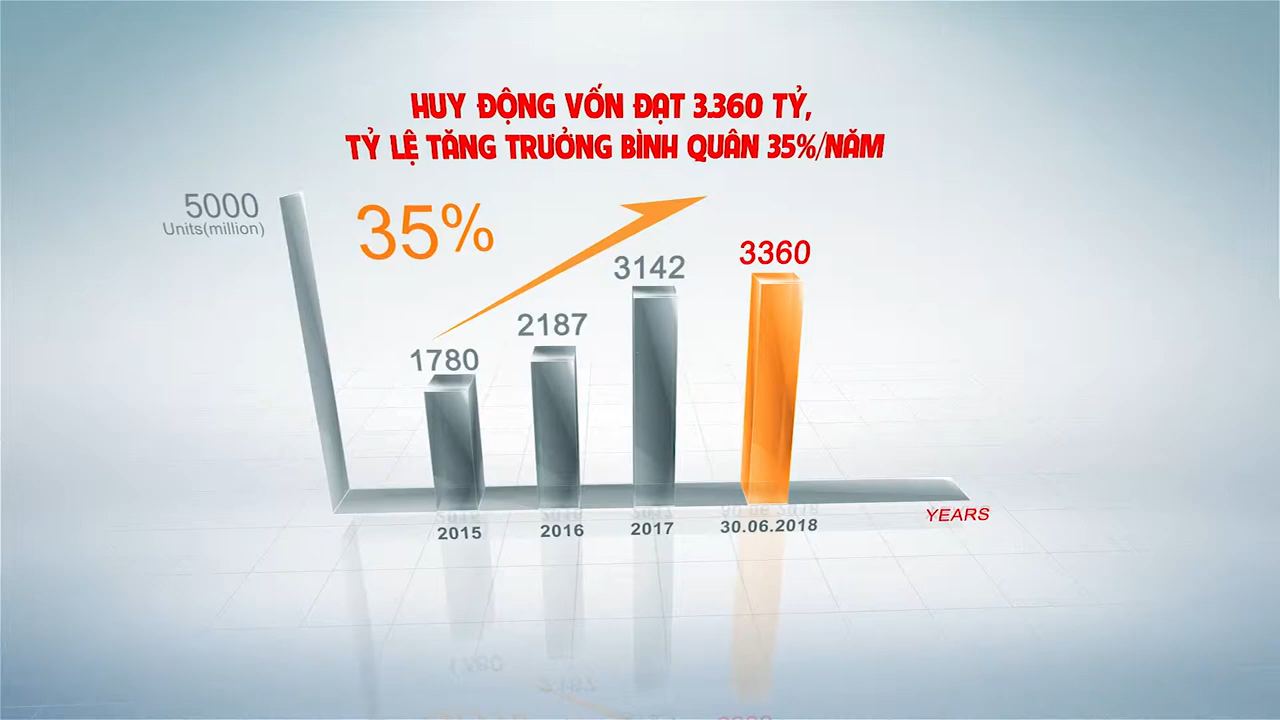 HUY ĐỘNG VỐN ĐẠT 3.360 TỶ,
TỶ LỆ TĂNG TRƯỞNG BÌNH QUÂN 35%/NĂM
5000
Units(million)
35%
1780
2187
3142
3360
2015
2016
2017
30.06.2018
YEARS